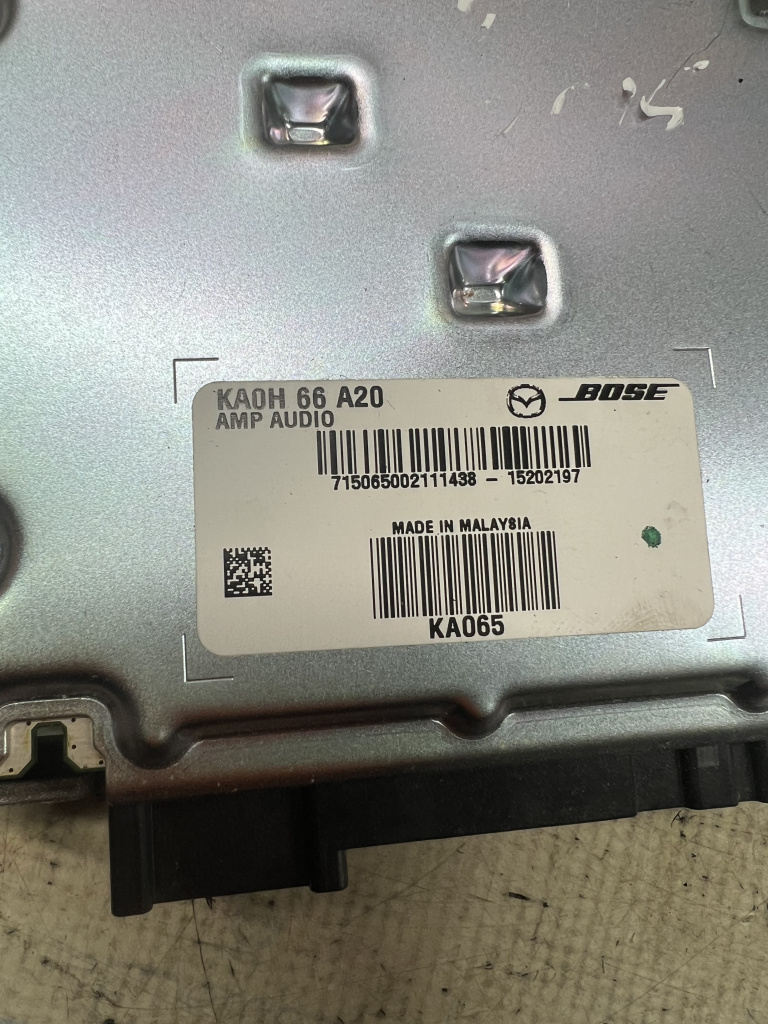 KA0H 66 A20
BOSE
AMP AUDIO
715065002111438 - 15202197
MADE IN MALAYSIA
KA065